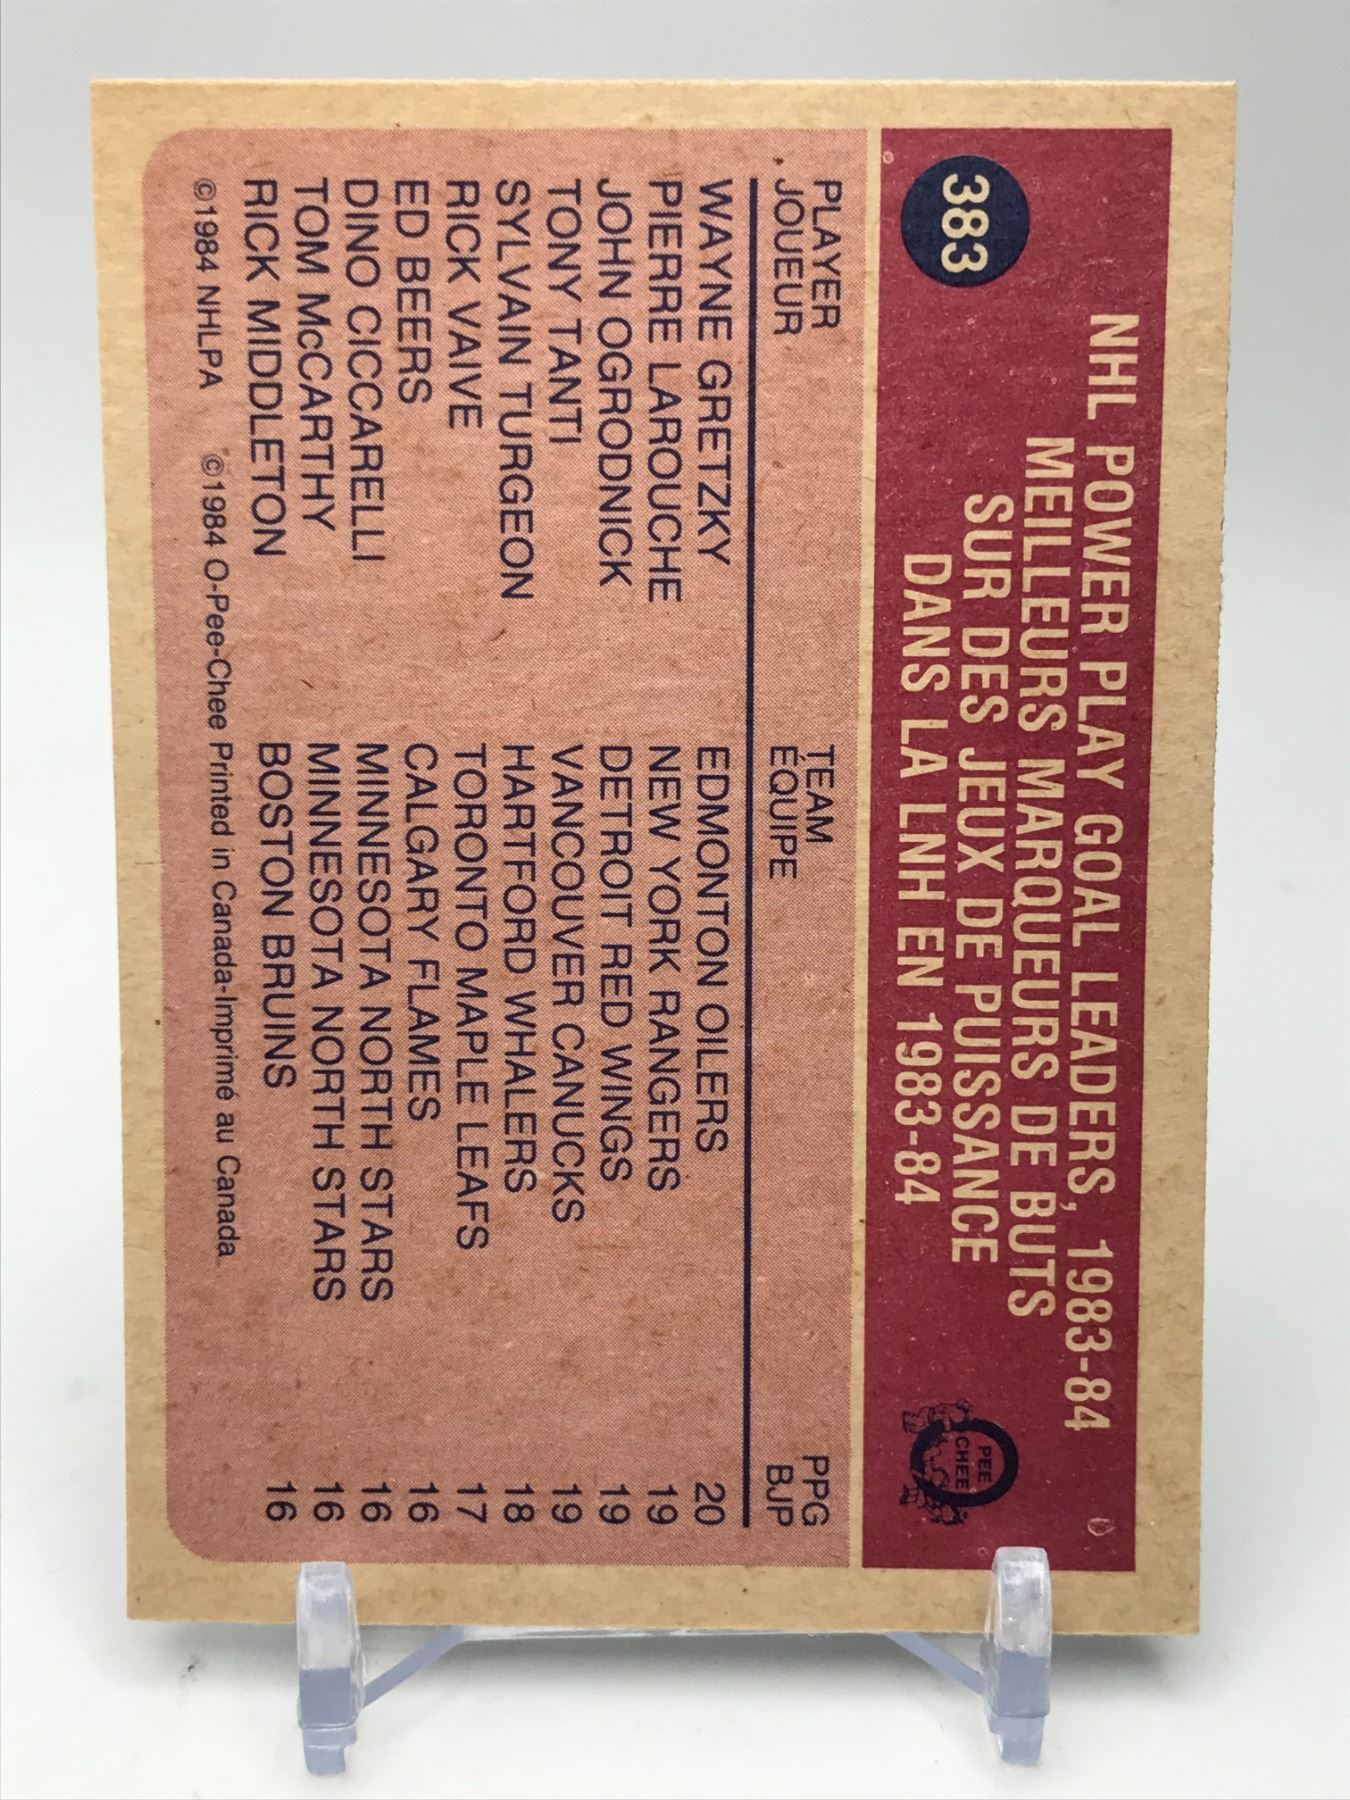 383
NHL POWER PLAY GOAL LEADERS, 1983-84
MEILLEURS MARQUEURS DE BUTS
SUR DES JEUX DE PUISSANCE
DANS LA LNH EN 1983-84
O
PEE
CHEE
PLAYER TEAM PPG
JOUEUR ÉQUIPE BJP
WAYNE GRETZKY EDMONTON OILERS 20
PIERRE LAROUCHE NEW YORK RANGERS 19
JOHN OGRODNICK DETROIT RED WINGS 19
TONY TANTI VANCOUVER CANUCKS 19
SYLVAIN TURGEON HARTFORD WHALERS 18
RICK VAIVE TORONTO MAPLE LEAFS 17
ED BEERS CALGARY FLAMES 16
DINO CICCARELLI MINNESOTA NORTH STARS 16
TOM McCARTHY MINNESOTA NORTH STARS 16
RICK MIDDLETON BOSTON BRUINS 16
©1984 NHLPA ©1984 O-Pee-Chee Printed in Canada-Imprimé au Canada